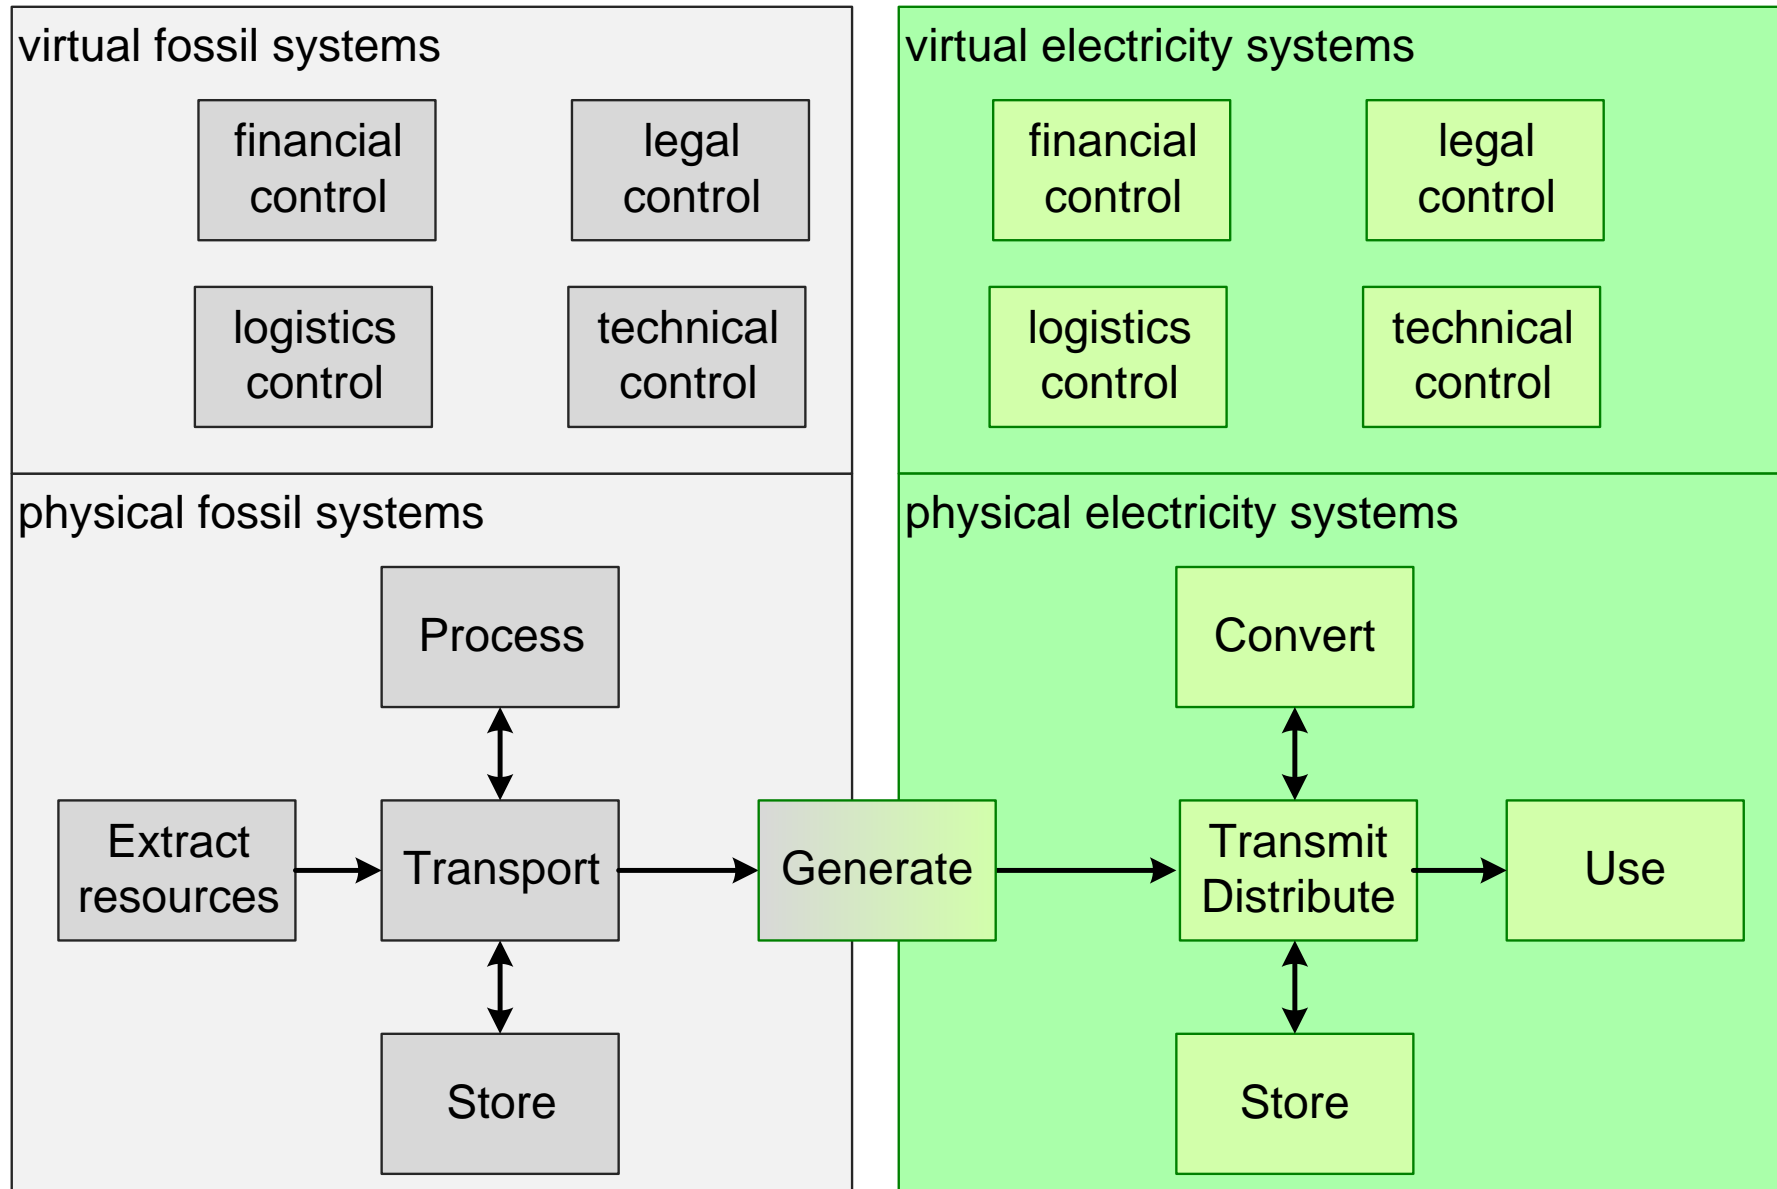 virtual fossil systems
financial
control
legal
control
logistics
control
technical
control
virtual electricity systems
financial
control
legal
control
logistics
control
technical
control
physical fossil systems
Process
Extract
resources
Transport
Generate
Store
physical electricity systems
Convert
Transmit
Distribute
Use
Store